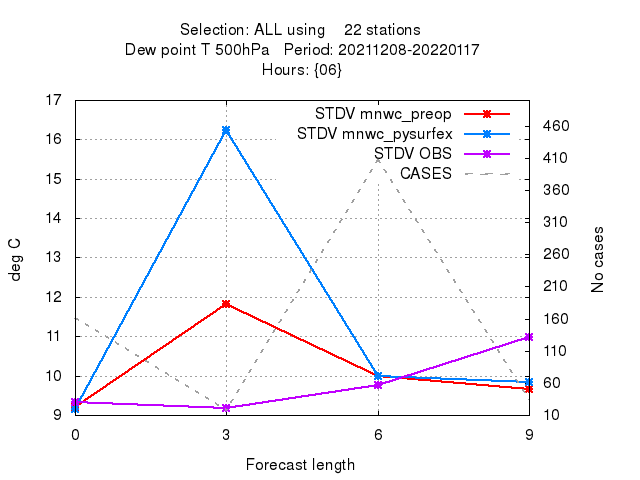 Selection: ALL using 22 stations
Dew point T 500hPa Period: 20211208-20220117
Hours: {06}
STDV mnwc_preop
STDV mnwc_pysurfex
STDV OBS
CASES
deg C
17
16
15
14
13
12
11
10
9
No cases
460
410
360
310
260
210
160
110
60
10
0 3 6 9
Forecast length